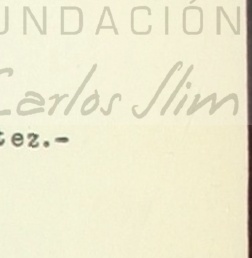 UNDACIÓN
Carlos Slim
tez.-